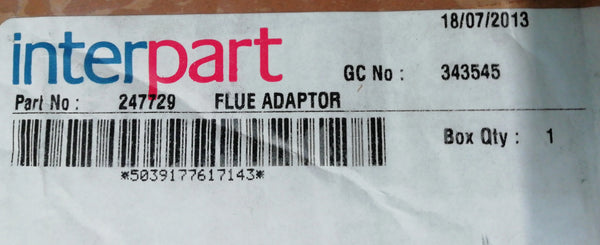 18/07/2013
interpart
GC No : 343545
Part No : 247729 FLUE ADAPTOR
Box Qty : 1
*5039177617143*